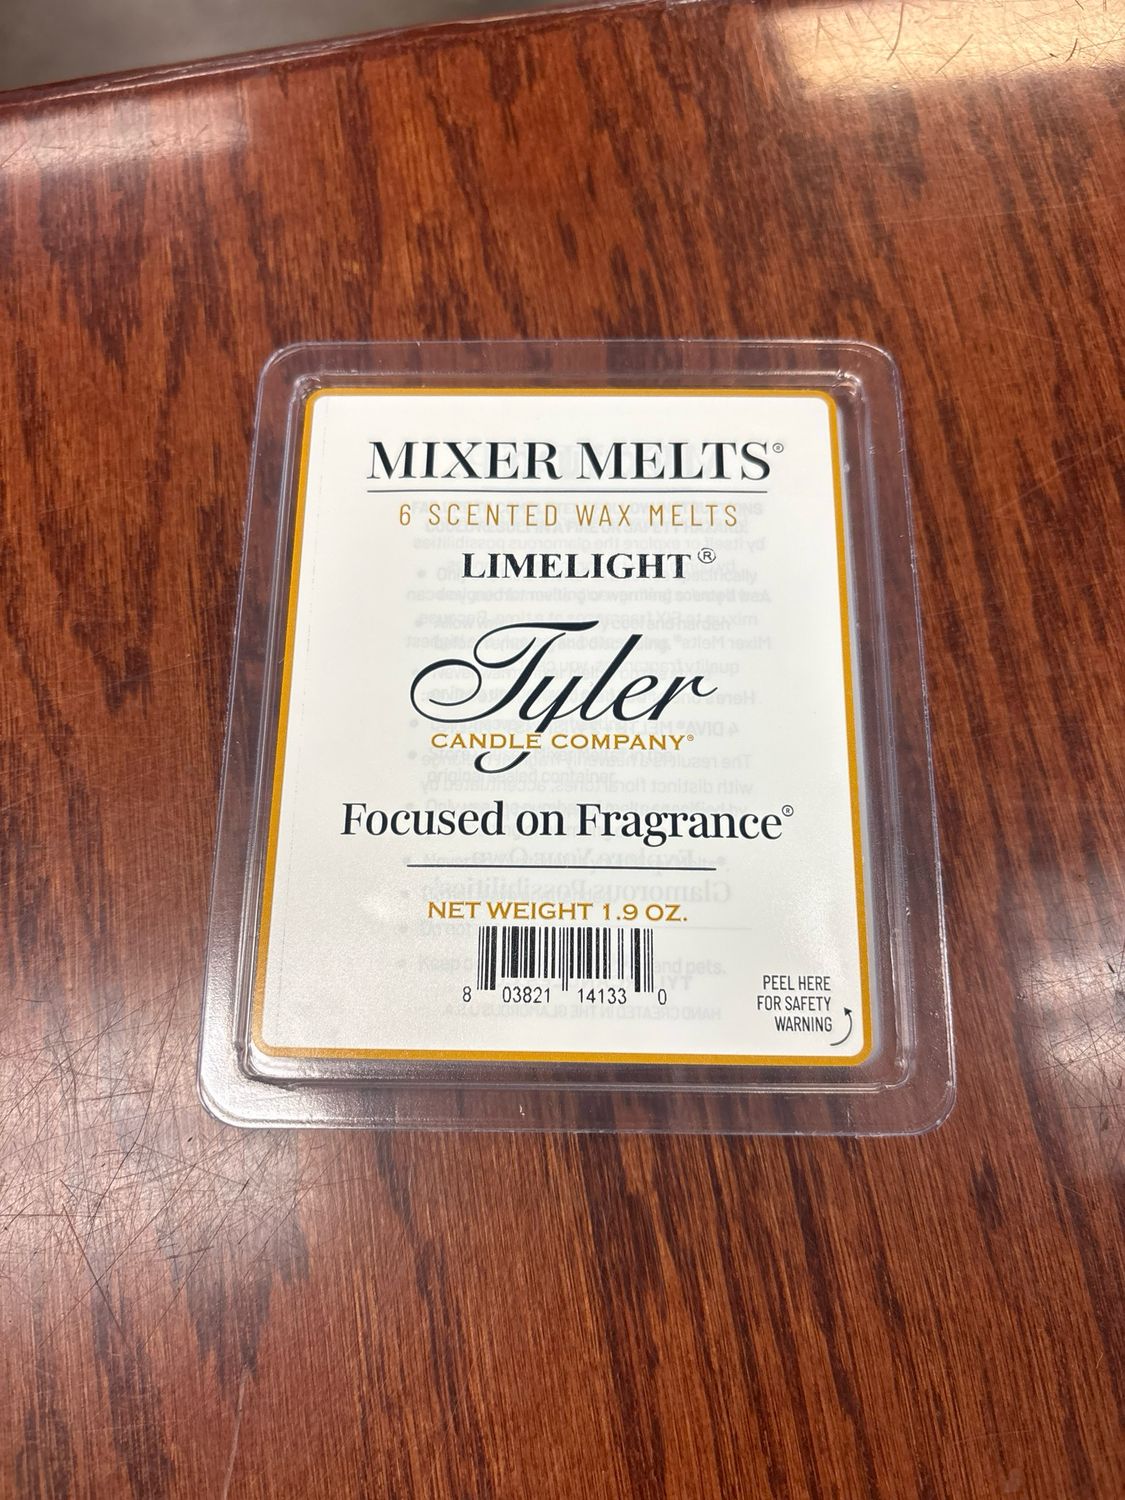 MIXER MELTS®
6 SCENTED WAX MELTS
LIMELIGHT®
Tyler
CANDLE COMPANY®
Focused on Fragrance®
NET WEIGHT 1.9 OZ.
8 03821 14133 0
PEEL HERE
FOR SAFETY
WARNING